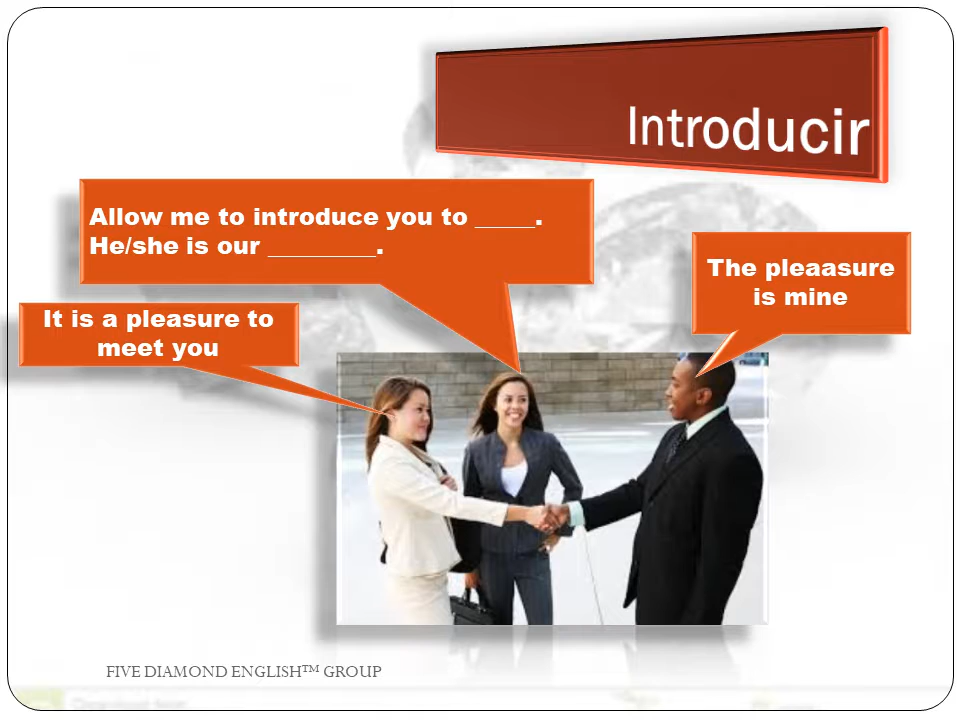 Introducir
Allow me to introduce you to _____.
He/she is our _________.
The pleaasure
is mine
It is a pleasure to
meet you
FIVE DIAMOND ENGLISH™ GROUP